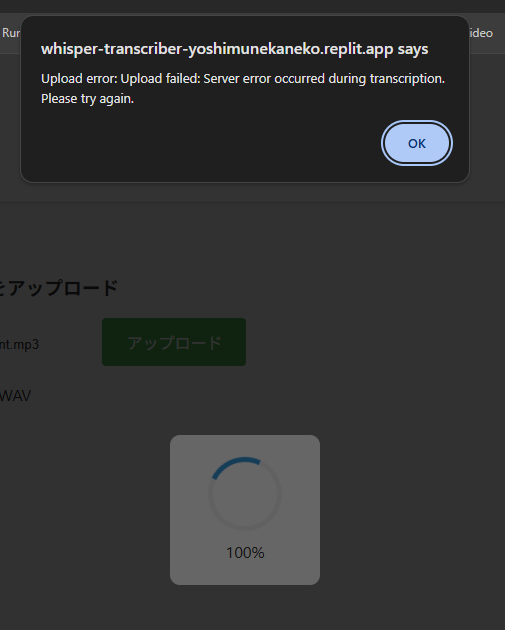 Rur
ideo
whisper-transcriber-yoshimunekaneko.replit.app says
Upload error: Upload failed: Server error occurred during transcription.
Please try again.
OK
をアップロード
nt.mp3
アップロード
WAV
100%